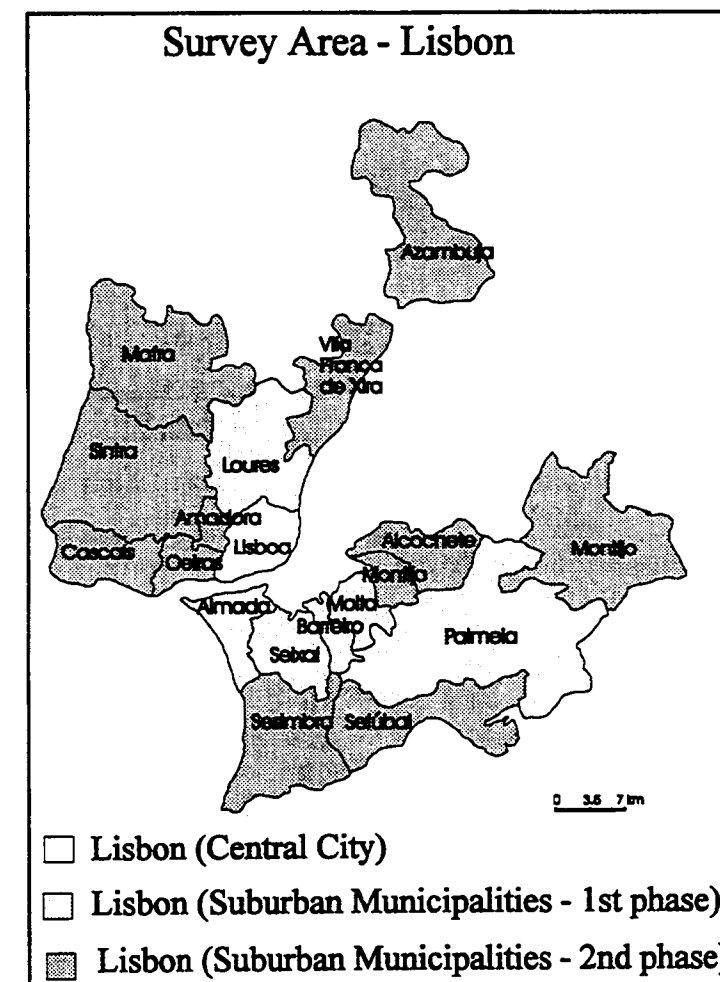 Survey Area - Lisbon
Azambuja
Mafra
Vila
Franca
de Xira
Sintra
Loures
Amadora
Lisboa
Cascais
Oeiras
Alcochete
Montijo
Montijo
Moita
Almada
Barreiro
Seixal
Palmela
Sesimbra
Setúbal
0 3.5 7 km
Lisbon (Central City)
Lisbon (Suburban Municipalities - 1st phase)
Lisbon (Suburban Municipalities - 2nd phase)